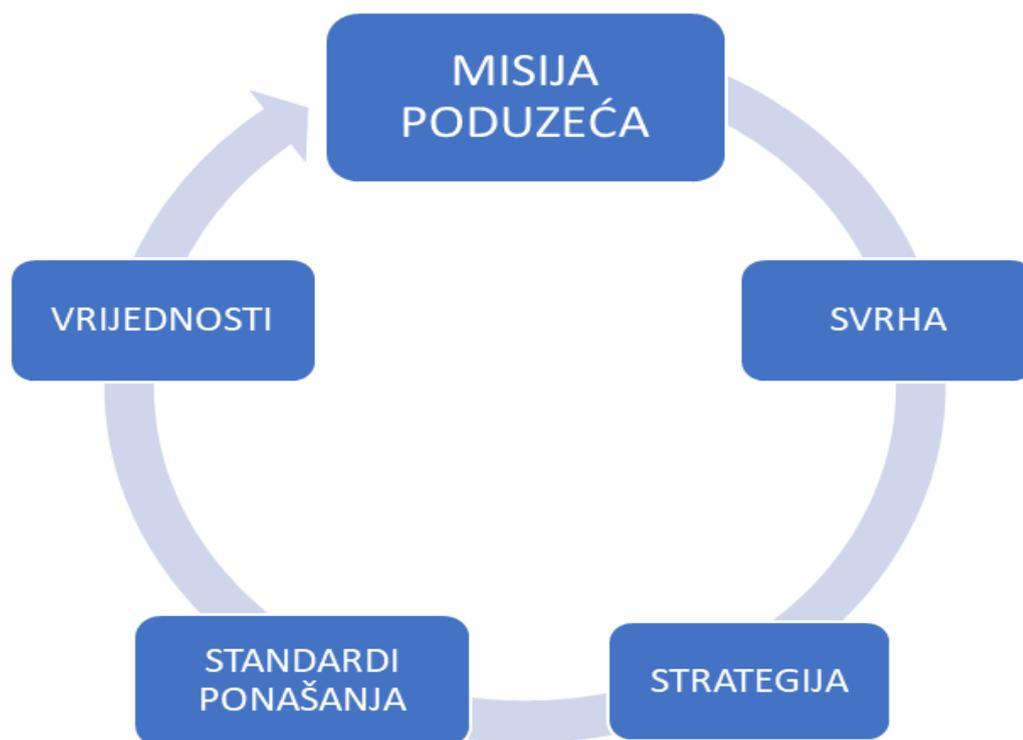 MISIJA
PODUZEĆA
SVRHA
STRATEGIJA
STANDARDI
PONAŠANJA
VRIJEDNOSTI